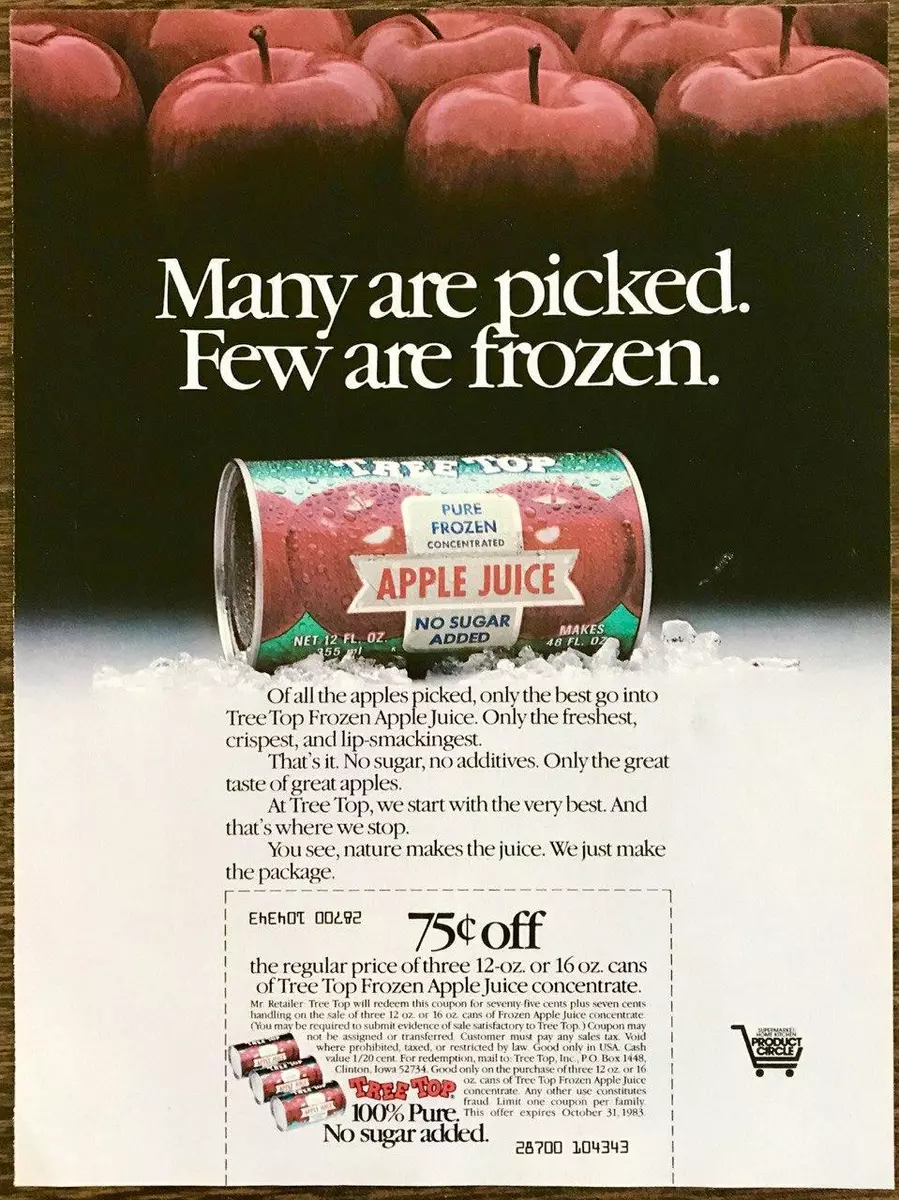 Many are picked.
Few are frozen.
TREE TOP
PURE
FROZEN
CONCENTRATED
APPLE JUICE
NO SUGAR
ADDED
NET 12 FL. OZ.
355 ml
MAKES
48 FL. OZ.
Of all the apples picked, only the best go into
Tree Top Frozen Apple Juice. Only the freshest,
crispest, and lip-smackingest.
That's it. No sugar, no additives. Only the great
taste of great apples.
At Tree Top, we start with the very best. And
that's where we stop.
You see, nature makes the juice. We just make
the package.
28700 104343
75¢ off
the regular price of three 12-oz. or 16 oz. cans
of Tree Top Frozen Apple Juice concentrate.
Mr. Retailer: Tree Top will redeem this coupon for seventy-five cents plus seven cents
handling on the sale of three 12 oz. or 16 oz. cans of Frozen Apple Juice concentrate.
(You may be required to submit evidence of sale satisfactory to Tree Top.) Coupon may
not be assigned or transferred. Customer must pay any sales tax. Void
where prohibited, taxed, or restricted by law. Good only in USA. Cash
value 1/20 cent. For redemption, mail to: Tree Top, Inc., P.O. Box 1448,
Clinton, Iowa 52734. Good only on the purchase of three 12 oz. or 16
oz. cans of Tree Top Frozen Apple Juice
concentrate. Any other use constitutes
fraud. Limit one coupon per family.
This offer expires October 31, 1983.
TREE TOP
100% Pure.
No sugar added.
28700 104343
SUPERMARKET
HOME KITCHEN
PRODUCT
CIRCLE